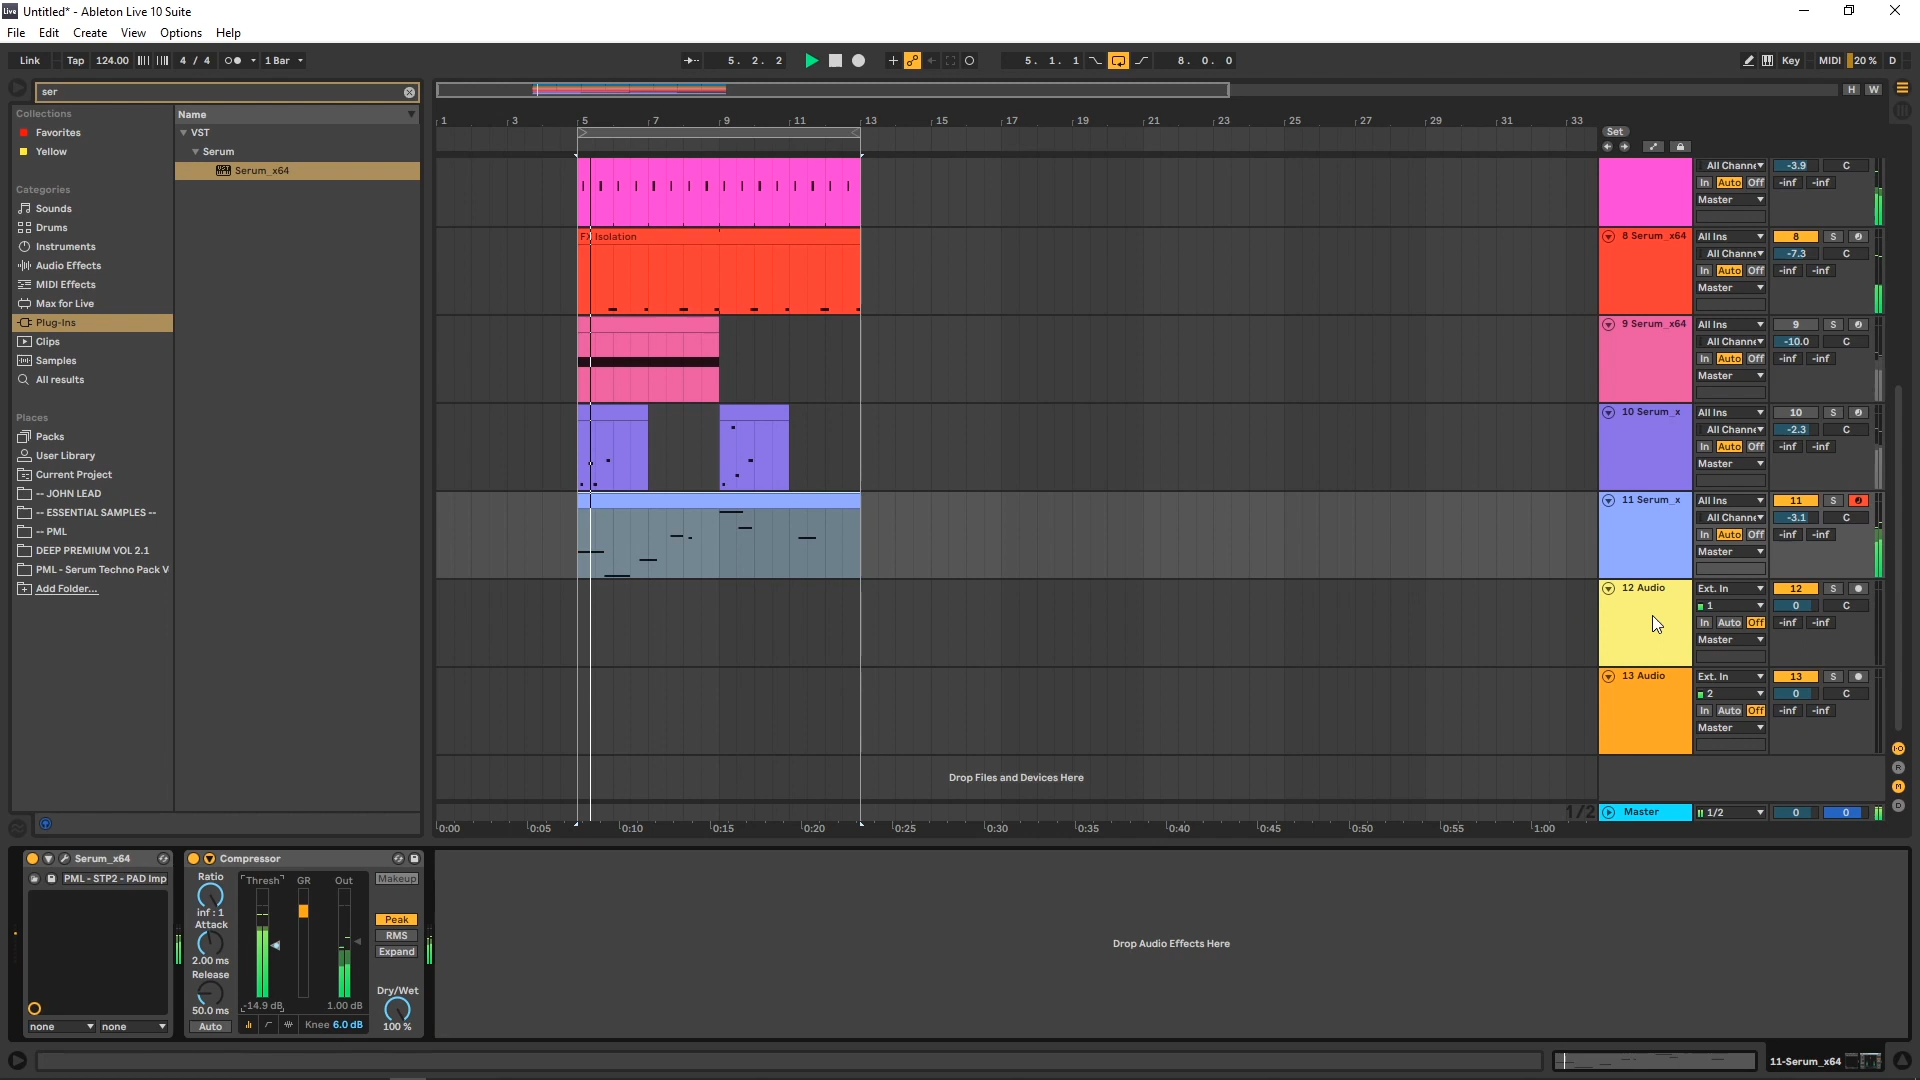 Live Untitled* - Ableton Live 10 Suite
File Edit Create View Options Help
Link Tap 124.00 4 / 4 1 Bar 5. 2. 2 5. 1. 1 8. 0. 0 Key MIDI 20 % D
ser
H W
Collections Name
Favorites VST
Yellow Serum
Serum_x64
1 3 5 7 9 11 13 15 17 19 21 23 25 27 29 31 33
Set
Categories
Sounds
Drums
Instruments
Audio Effects
MIDI Effects
Max for Live
Plug-Ins
Clips
Samples
All results
Places
Packs
User Library
Current Project
-- JOHN LEAD
-- ESSENTIAL SAMPLES --
-- PML
DEEP PREMIUM VOL 2.1
PML - Serum Techno Pack V
Add Folder...
All Channe -3.9 C
In Auto Off -inf -inf
Master
Isolation
8 Serum_x64 All Ins 8 S
All Channe -7.3 C
In Auto Off -inf -inf
Master
9 Serum_x64 All Ins 9 S
All Channe -10.0 C
In Auto Off -inf -inf
Master
10 Serum_x All Ins 10 S
All Channe -2.3 C
In Auto Off -inf -inf
Master
11 Serum_x All Ins 11 S
All Channe -3.1 C
In Auto Off -inf -inf
Master
12 Audio Ext. In 12 S
1 0 C
In Auto Off -inf -inf
Master
13 Audio Ext. In 13 S
2 0 C
In Auto Off -inf -inf
Master
Drop Files and Devices Here
1/2 Master 1/2 0 0
0:00 0:05 0:10 0:15 0:20 0:25 0:30 0:35 0:40 0:45 0:50 0:55 1:00
I·O
R
M
D
Serum_x64
PML - STP2 - PAD Imp
none none
Compressor
Ratio
inf : 1
Attack
2.00 ms
Release
50.0 ms
Auto
Thresh GR Out
-14.9 dB 1.00 dB
Knee 6.0 dB
Makeup
Peak
RMS
Expand
Dry/Wet
100 %
Drop Audio Effects Here
11-Serum_x64